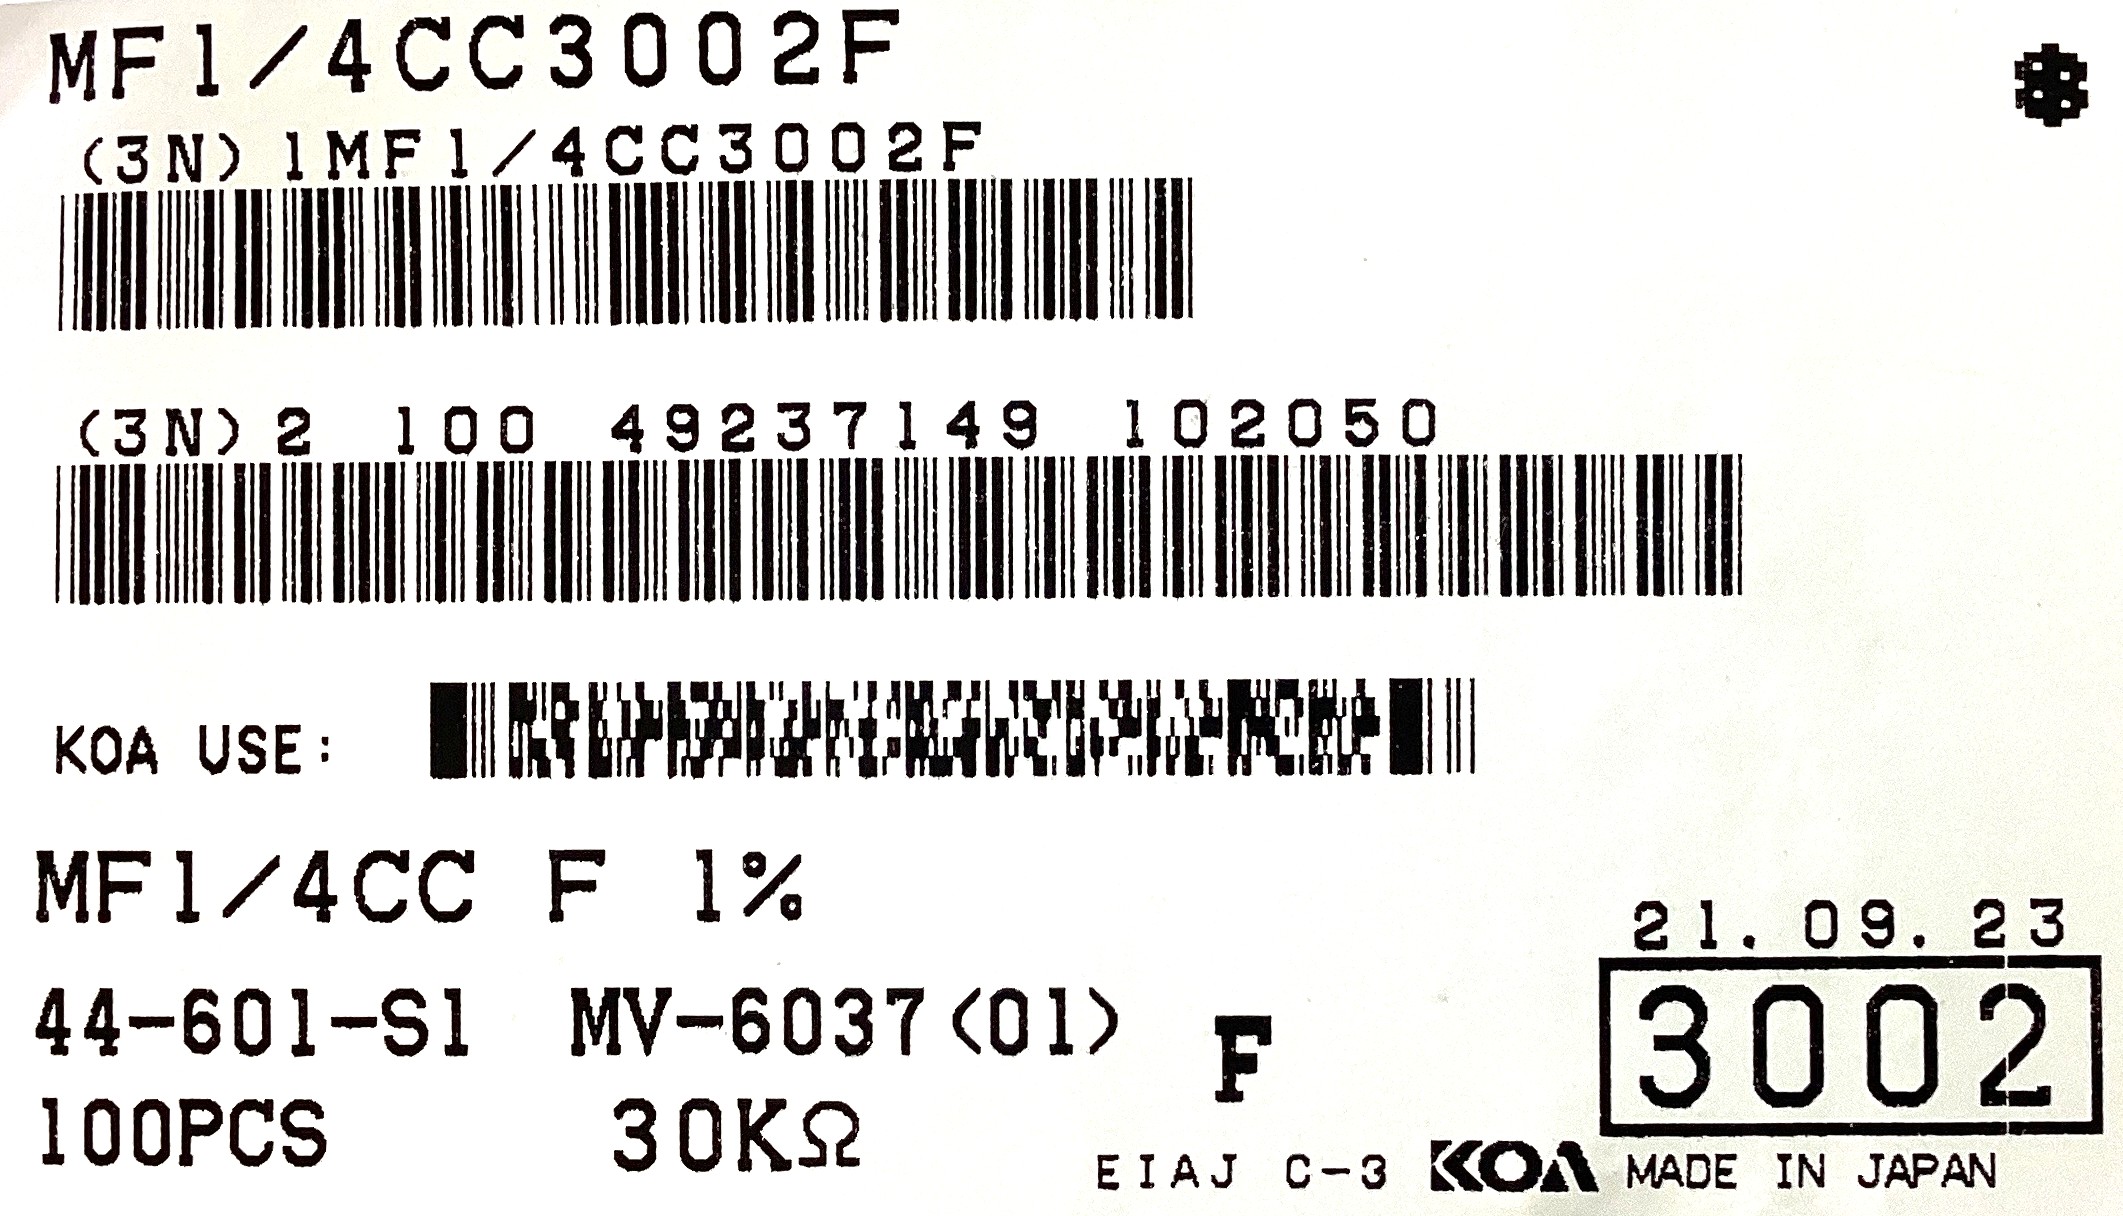 MF1/4CC3002F
(3N)1MF1/4CC3002F
(3N)2 100 49237149 102050
KOA USE:
MF1/4CC F 1%
21.09.23
44-601-S1 MV-6037(01) F 3002
100PCS 30KΩ
EIAJ C-3 KOA MADE IN JAPAN